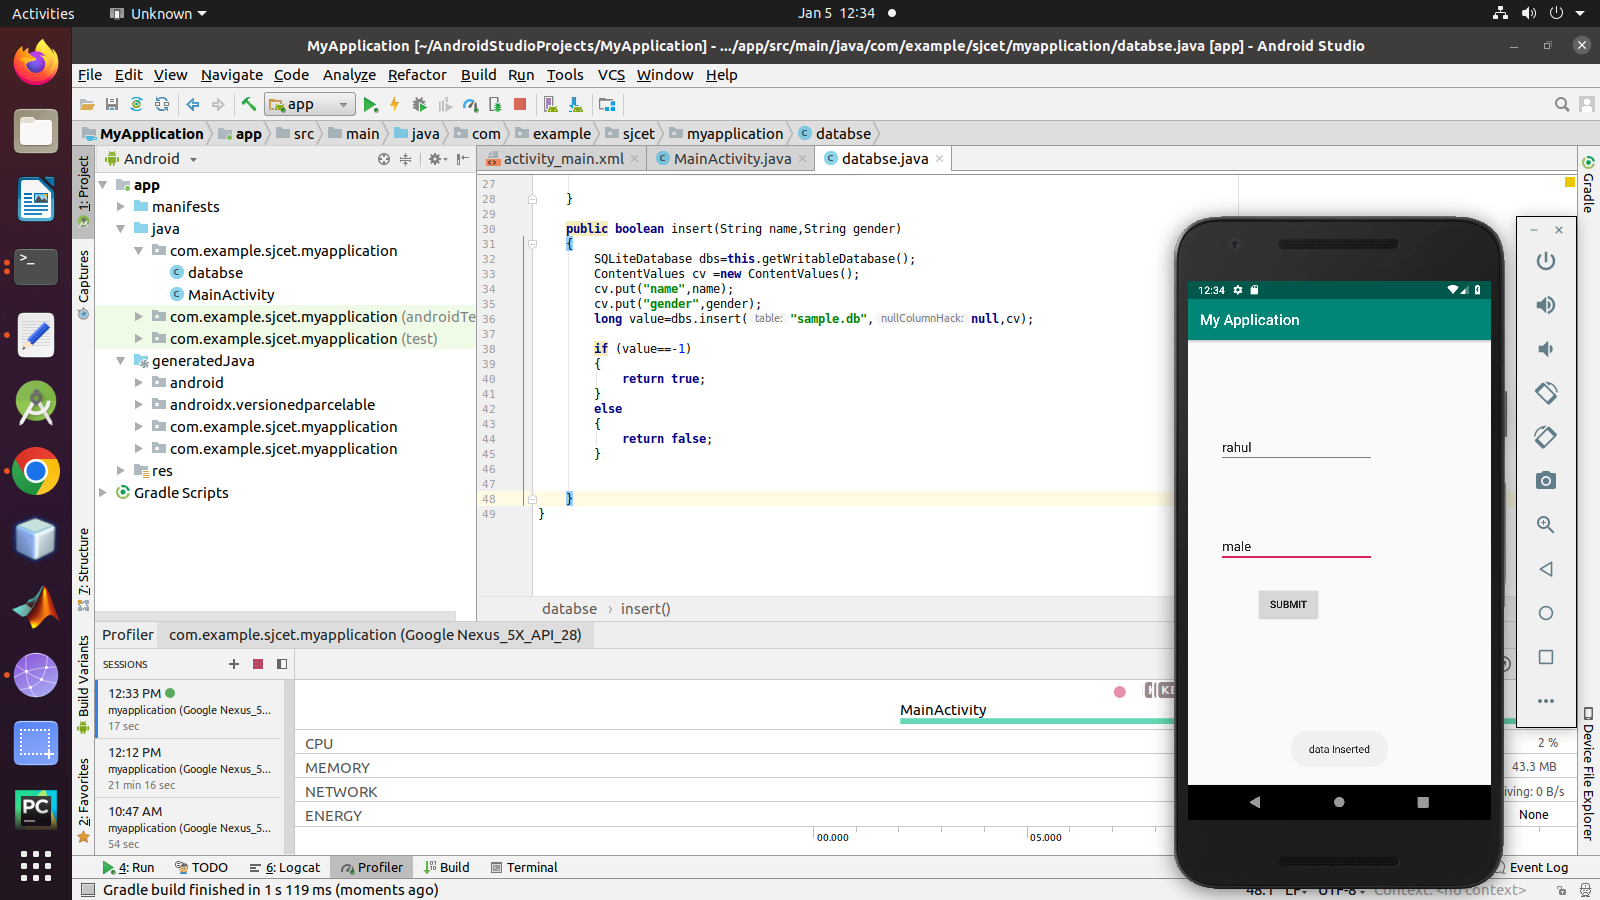 Activities
Unknown
Jan 5 12:34
MyApplication [~/AndroidStudioProjects/MyApplication] - .../app/src/main/java/com/example/sjcet/myapplication/databse.java [app] - Android Studio
File Edit View Navigate Code Analyze Refactor Build Run Tools VCS Window Help
app
MyApplication app src main java com example sjcet myapplication databse
1: Project
Captures
7: Structure
Build Variants
2: Favorites
Android
app
manifests
java
com.example.sjcet.myapplication
databse
MainActivity
com.example.sjcet.myapplication (androidTe
com.example.sjcet.myapplication (test)
generatedJava
android
androidx.versionedparcelable
com.example.sjcet.myapplication
com.example.sjcet.myapplication
res
Gradle Scripts
activity_main.xml MainActivity.java databse.java
27
28 }
29
30 public boolean insert(String name,String gender)
31 {
32 SQLiteDatabase dbs=this.getWritableDatabase();
33 ContentValues cv =new ContentValues();
34 cv.put("name",name);
35 cv.put("gender",gender);
36 long value=dbs.insert( table: "sample.db", nullColumnHack: null,cv);
37
38 if (value==-1)
39 {
40 return true;
41 }
42 else
43 {
44 return false;
45 }
46
47
48 }
49 }
databse › insert()
Gradle
Device File Explorer
12:34
My Application
rahul
male
SUBMIT
data Inserted
Profiler com.example.sjcet.myapplication (Google Nexus_5X_API_28)
SESSIONS
12:33 PM
myapplication (Google Nexus_5...
17 sec
12:12 PM
myapplication (Google Nexus_5...
21 min 16 sec
10:47 AM
myapplication (Google Nexus_5...
54 sec
MainActivity
CPU 2 %
MEMORY 43.3 MB
NETWORK iving: 0 B/s
ENERGY None
00.000 05.000
4: Run TODO 6: Logcat Profiler Build Terminal Event Log
Gradle build finished in 1 s 119 ms (moments ago)
48:1 LF UTF-8 Context: <no context>